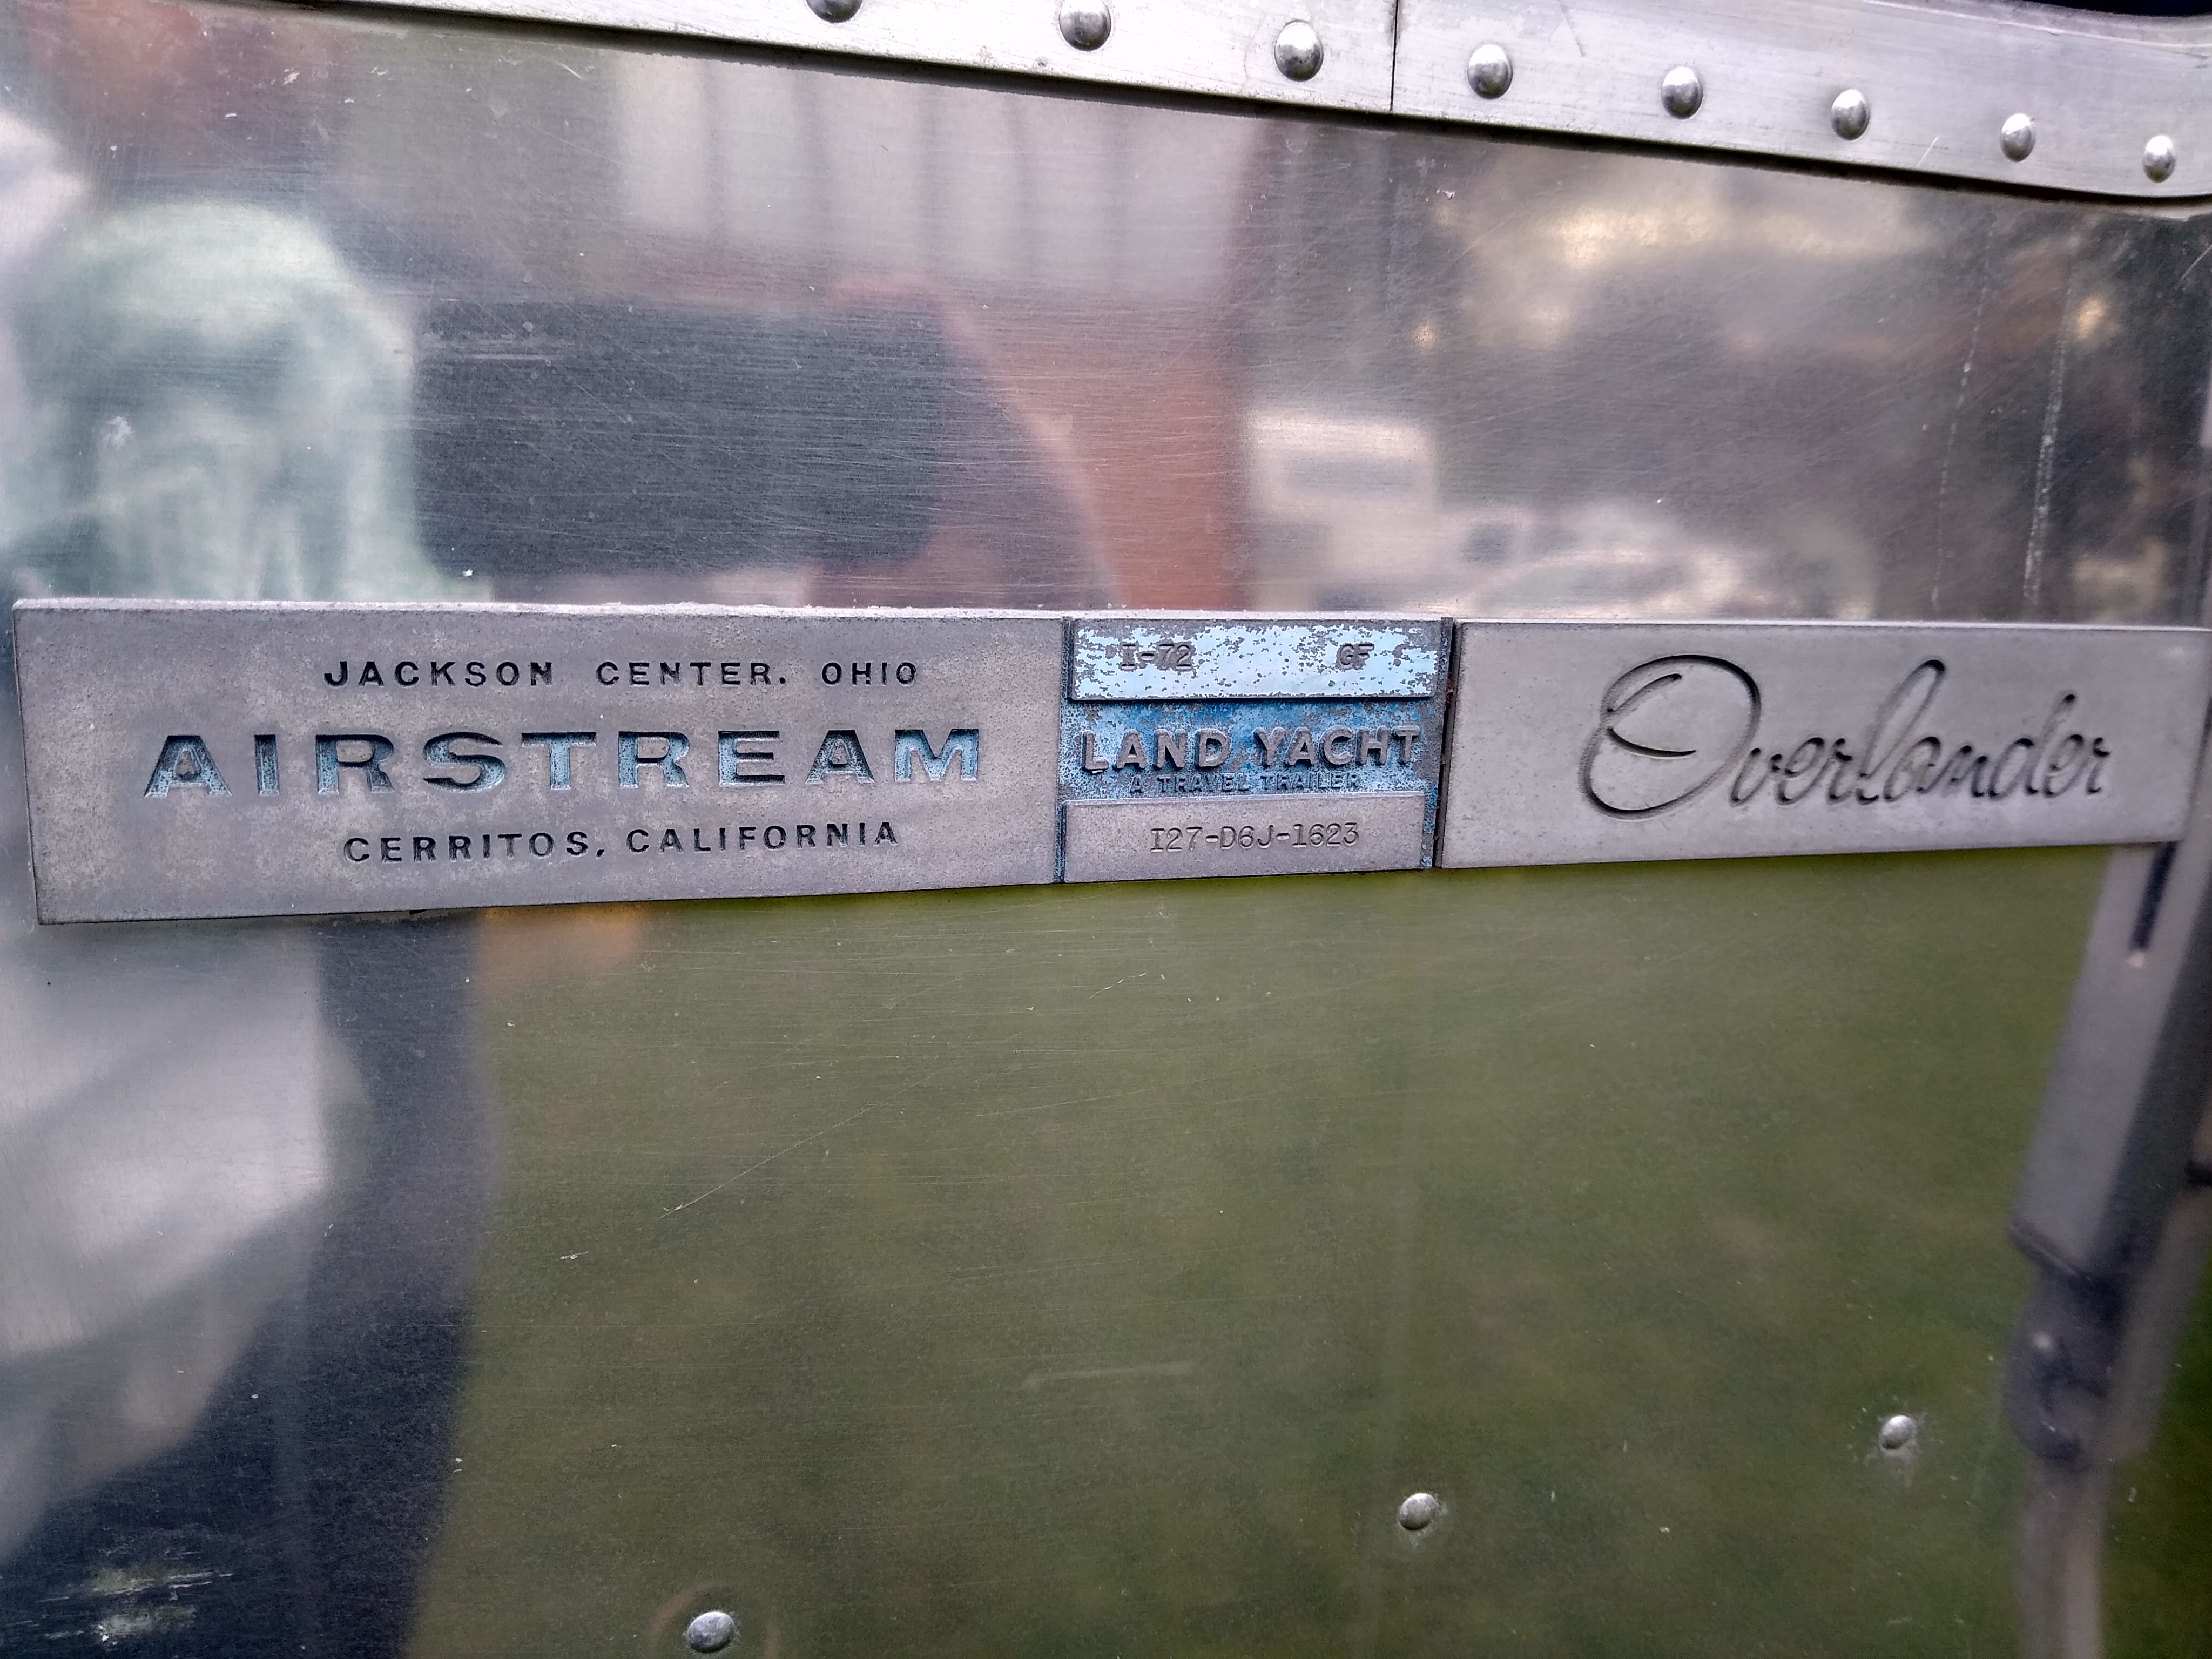 JACKSON CENTER, OHIO
AIRSTREAM
CERRITOS, CALIFORNIA
I-72 GF
LAND YACHT
A TRAVEL TRAILER
I27-D6J-1623
Overlander